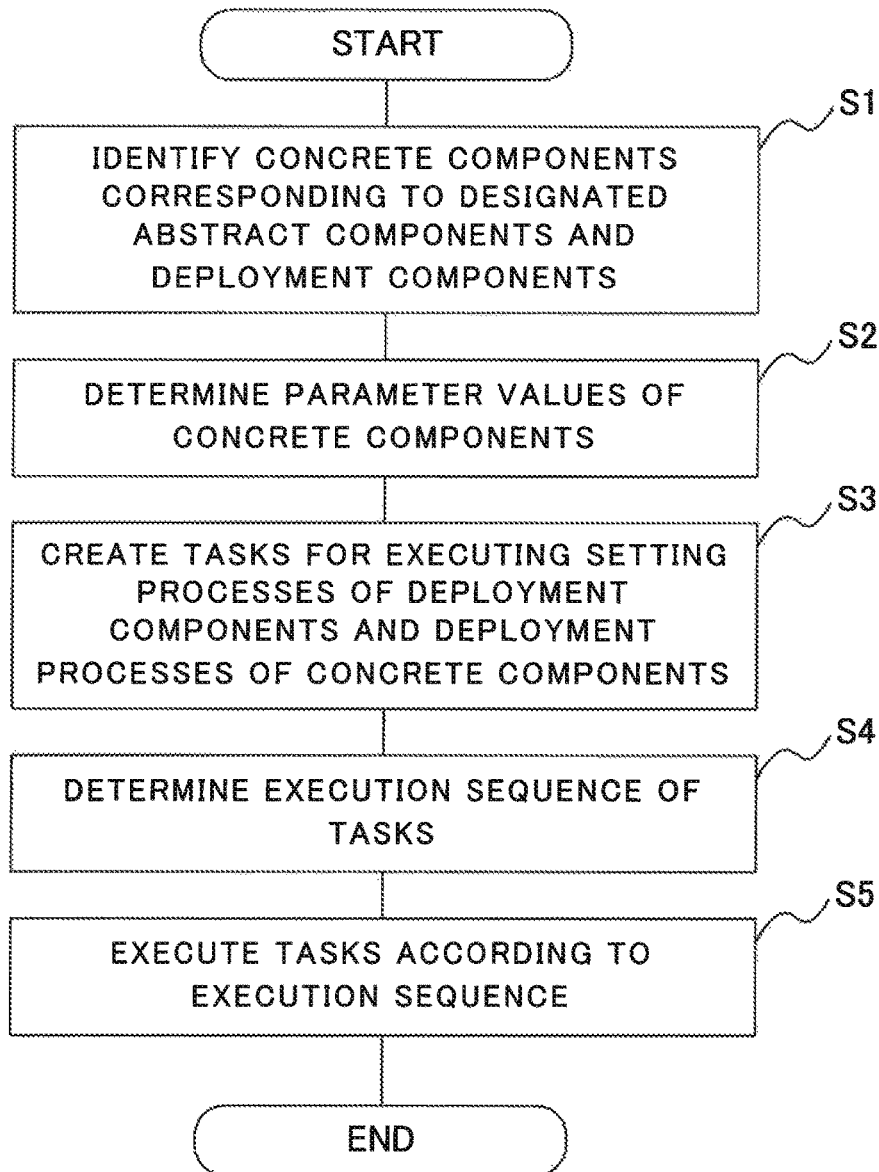 START
S1
IDENTIFY CONCRETE COMPONENTS
CORRESPONDING TO DESIGNATED
ABSTRACT COMPONENTS AND
DEPLOYMENT COMPONENTS
S2
DETERMINE PARAMETER VALUES OF
CONCRETE COMPONENTS
S3
CREATE TASKS FOR EXECUTING SETTING
PROCESSES OF DEPLOYMENT
COMPONENTS AND DEPLOYMENT
PROCESSES OF CONCRETE COMPONENTS
S4
DETERMINE EXECUTION SEQUENCE OF
TASKS
S5
EXECUTE TASKS ACCORDING TO
EXECUTION SEQUENCE
END